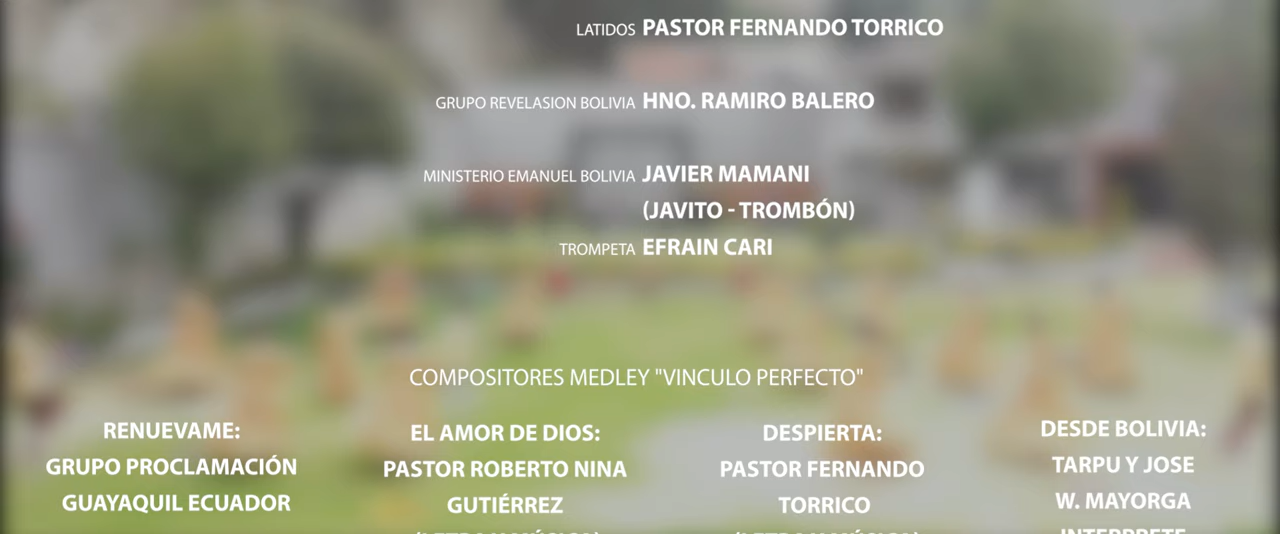 LATIDOS PASTOR FERNANDO TORRICO
GRUPO REVELASION BOLIVIA HNO. RAMIRO BALERO
MINISTERIO EMANUEL BOLIVIA JAVIER MAMANI
(JAVITO - TROMBÓN)
TROMPETA EFRAIN CARI
COMPOSITORES MEDLEY "VINCULO PERFECTO"
RENUEVAME:
GRUPO PROCLAMACIÓN
GUAYAQUIL ECUADOR
EL AMOR DE DIOS:
PASTOR ROBERTO NINA
GUTIÉRREZ
DESPIERTA:
PASTOR FERNANDO
TORRICO
DESDE BOLIVIA:
TARPU Y JOSE
W. MAYORGA